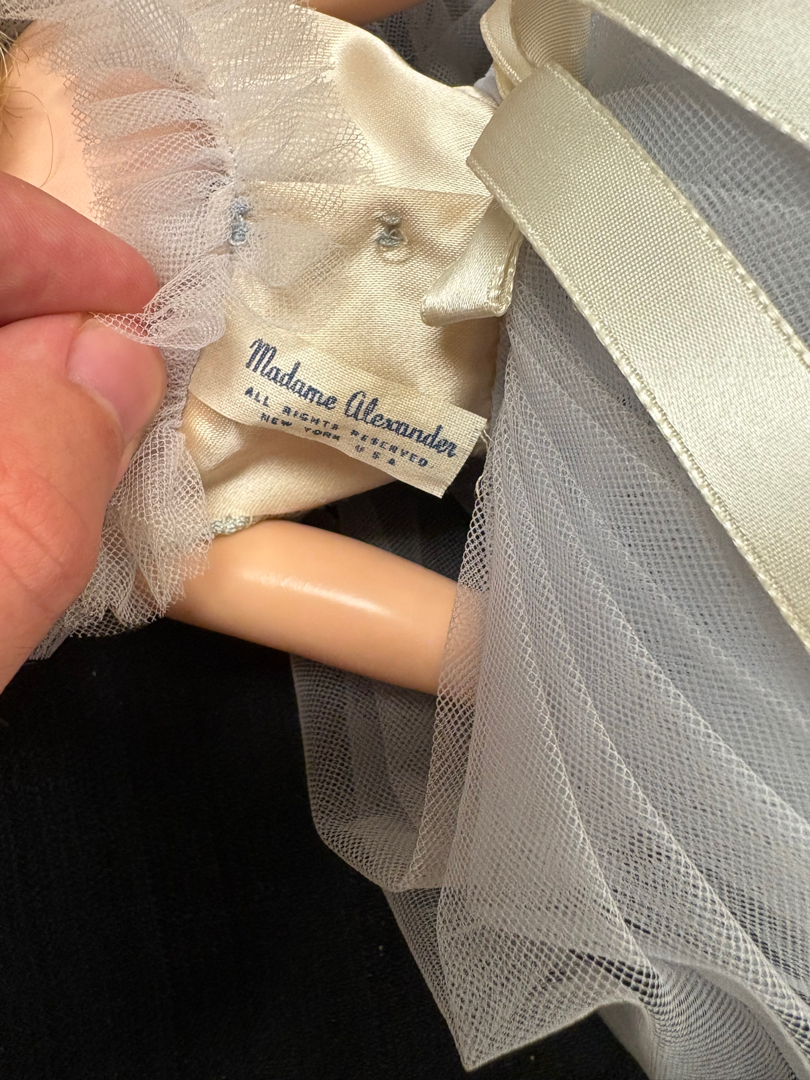 Madame Alexander
ALL RIGHTS RESERVED
NEW YORK U S A